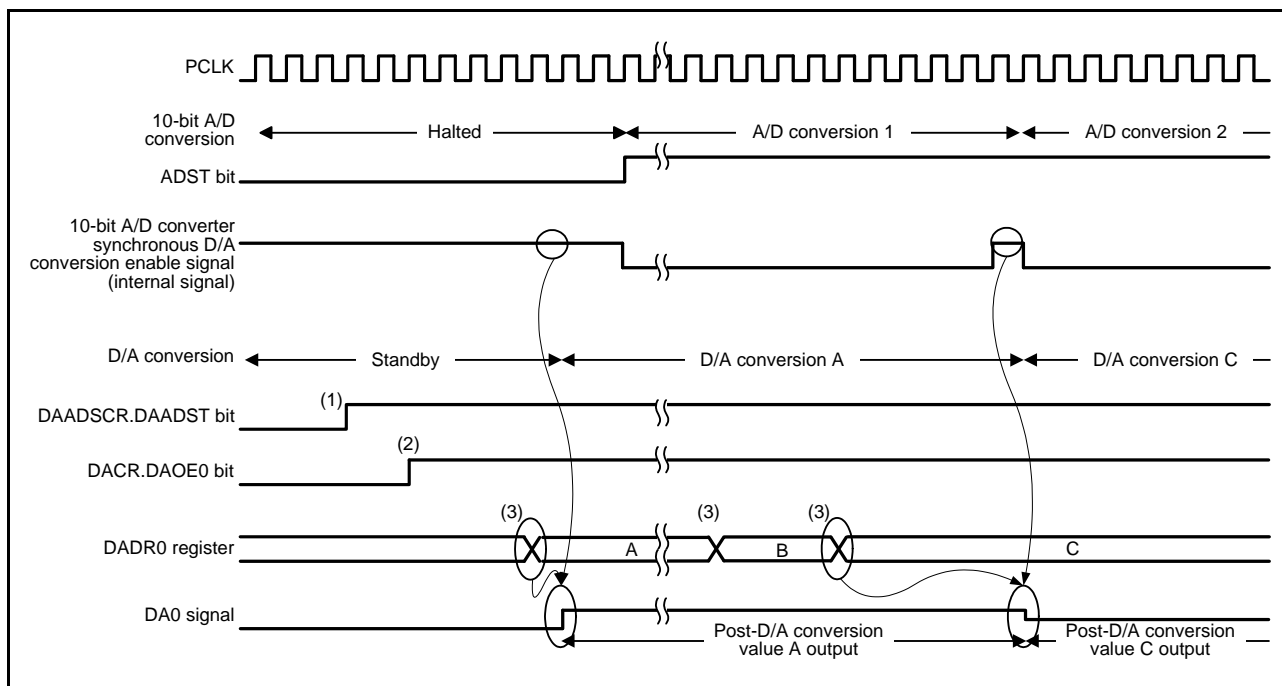 PCLK
10-bit A/D
conversion
Halted
A/D conversion 1
A/D conversion 2
ADST bit
10-bit A/D converter
synchronous D/A
conversion enable signal
(internal signal)
D/A conversion
Standby
D/A conversion A
D/A conversion C
DAADSCR.DAADST bit
(1)
DACR.DAOE0 bit
(2)
(3)
(3)
(3)
DADR0 register
A
B
C
DA0 signal
Post-D/A conversion
value A output
Post-D/A conversion
value C output